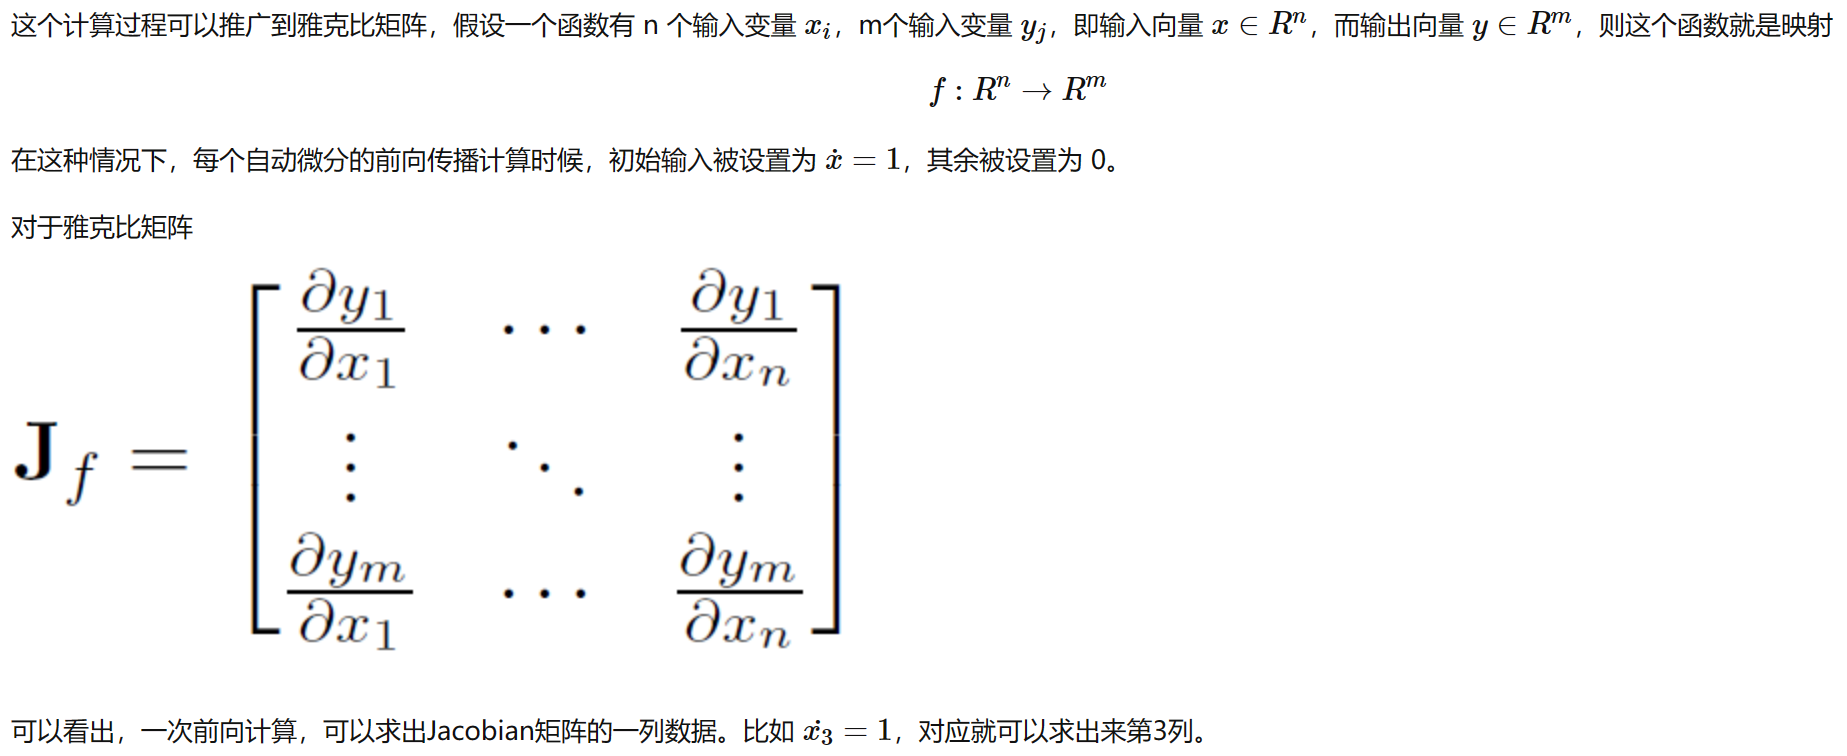 这个计算过程可以推广到雅克比矩阵，假设一个函数有 n 个输入变量 $x_i$，m个输入变量 $y_j$，即输入向量 $x \in R^n$，而输出向量 $y \in R^m$，则这个函数就是映射
$f : R^n \to R^m$
在这种情况下，每个自动微分的前向传播计算时候，初始输入被设置为 $\dot{x} = 1$，其余被设置为 0。
对于雅克比矩阵
$\mathbf{J}_f = \begin{bmatrix} \frac{\partial y_1}{\partial x_1} & \cdots & \frac{\partial y_1}{\partial x_n} \\ \vdots & \ddots & \vdots \\ \frac{\partial y_m}{\partial x_1} & \cdots & \frac{\partial y_m}{\partial x_n} \end{bmatrix}$
可以看出，一次前向计算，可以求出Jacobian矩阵的一列数据。比如 $\dot{x_3} = 1$，对应就可以求出来第3列。